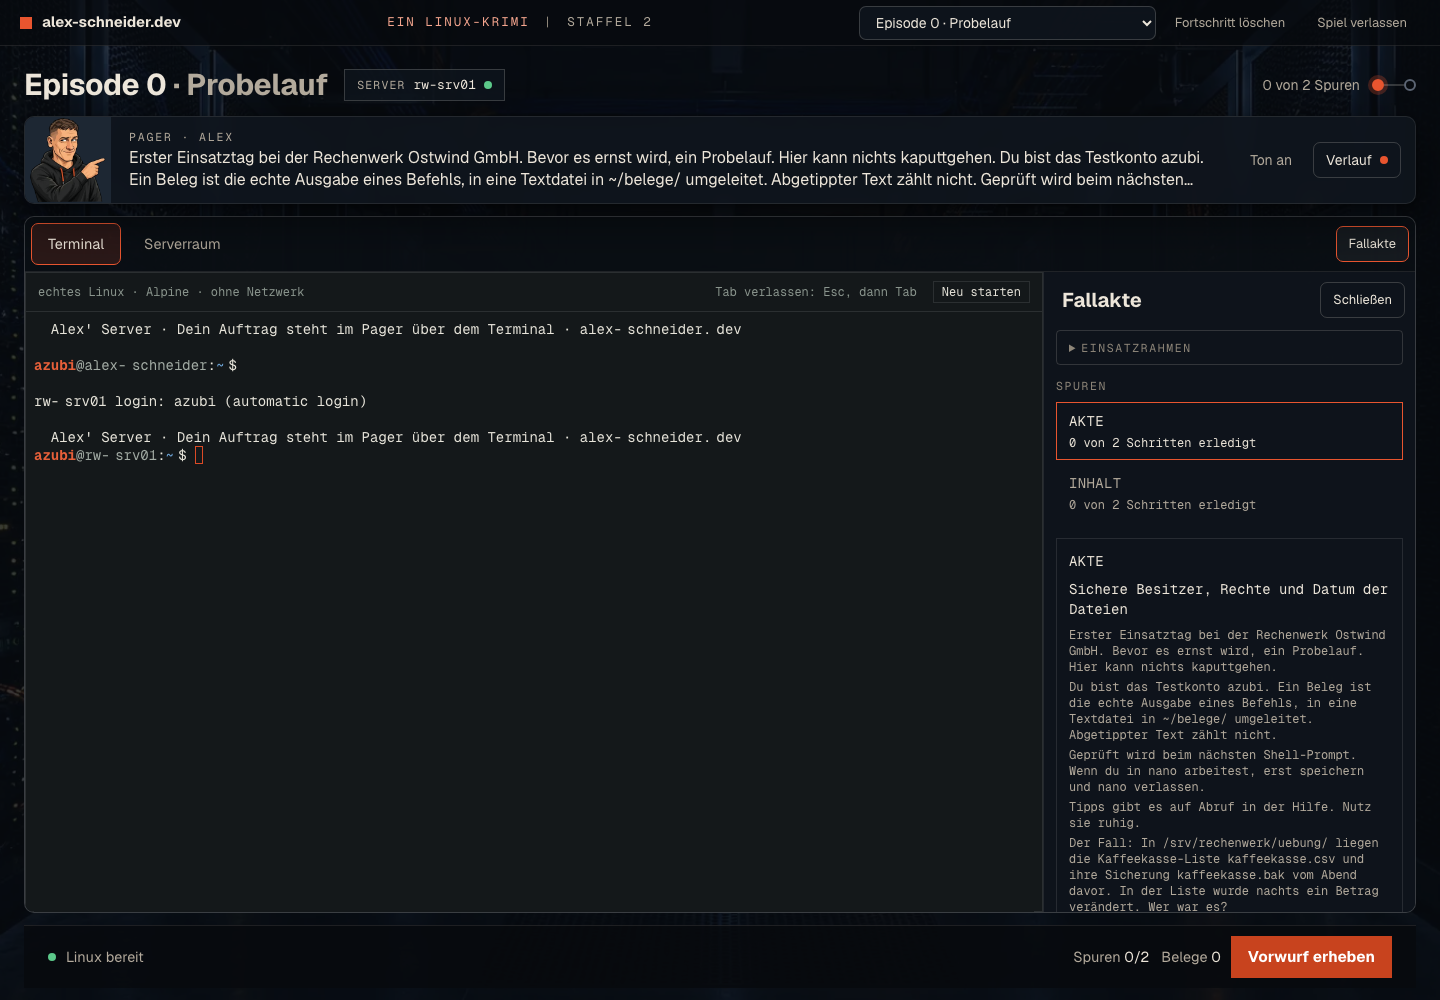 alex-schneider.dev
EIN LINUX-KRIMI | STAFFEL 2
Episode 0 · Probelauf
Fortschritt löschen
Spiel verlassen
Episode 0 · Probelauf
SERVER rw-srv01
0 von 2 Spuren
PAGER · ALEX
Erster Einsatztag bei der Rechenwerk Ostwind GmbH. Bevor es ernst wird, ein Probelauf. Hier kann nichts kaputtgehen. Du bist das Testkonto azubi.
Ein Beleg ist die echte Ausgabe eines Befehls, in eine Textdatei in ~/belege/ umgeleitet. Abgetippter Text zählt nicht. Geprüft wird beim nächsten…
Ton an
Verlauf
Terminal
Serverraum
Fallakte
echtes Linux · Alpine · ohne Netzwerk
Tab verlassen: Esc, dann Tab
Neu starten
Alex' Server · Dein Auftrag steht im Pager über dem Terminal · alex-schneider.dev
azubi@alex-schneider:~$
rw-srv01 login: azubi (automatic login)
Alex' Server · Dein Auftrag steht im Pager über dem Terminal · alex-schneider.dev
azubi@rw-srv01:~$
Fallakte
Schließen
▶ EINSATZRAHMEN
SPUREN
AKTE
0 von 2 Schritten erledigt
INHALT
0 von 2 Schritten erledigt
AKTE
Sichere Besitzer, Rechte und Datum der
Dateien
Erster Einsatztag bei der Rechenwerk Ostwind
GmbH. Bevor es ernst wird, ein Probelauf.
Hier kann nichts kaputtgehen.
Du bist das Testkonto azubi. Ein Beleg ist
die echte Ausgabe eines Befehls, in eine
Textdatei in ~/belege/ umgeleitet.
Abgetippter Text zählt nicht.
Geprüft wird beim nächsten Shell-Prompt.
Wenn du in nano arbeitest, erst speichern
und nano verlassen.
Tipps gibt es auf Abruf in der Hilfe. Nutz
sie ruhig.
Der Fall: In /srv/rechenwerk/uebung/ liegen
die Kaffeekasse-Liste kaffeekasse.csv und
ihre Sicherung kaffeekasse.bak vom Abend
davor. In der Liste wurde nachts ein Betrag
verändert. Wer war es?
Linux bereit
Spuren 0/2
Belege 0
Vorwurf erheben